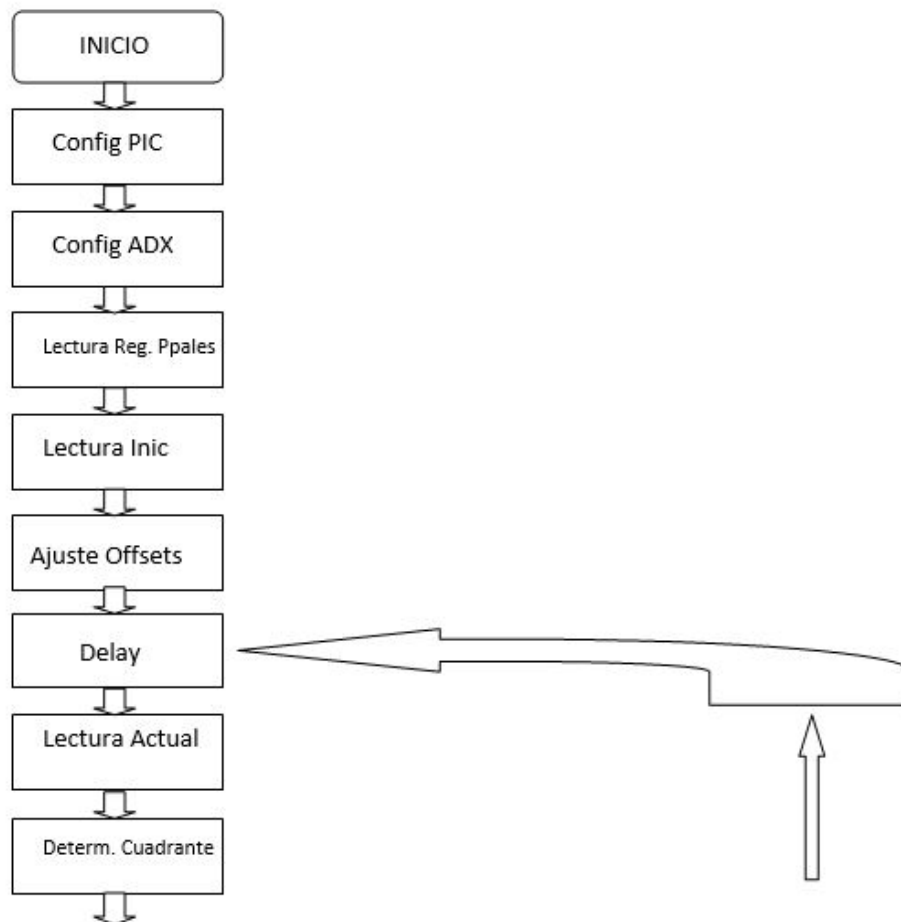 INICIO
Config PIC
Config ADX
Lectura Reg. Ppales
Lectura Inic
Ajuste Offsets
Delay
Lectura Actual
Determ. Cuadrante